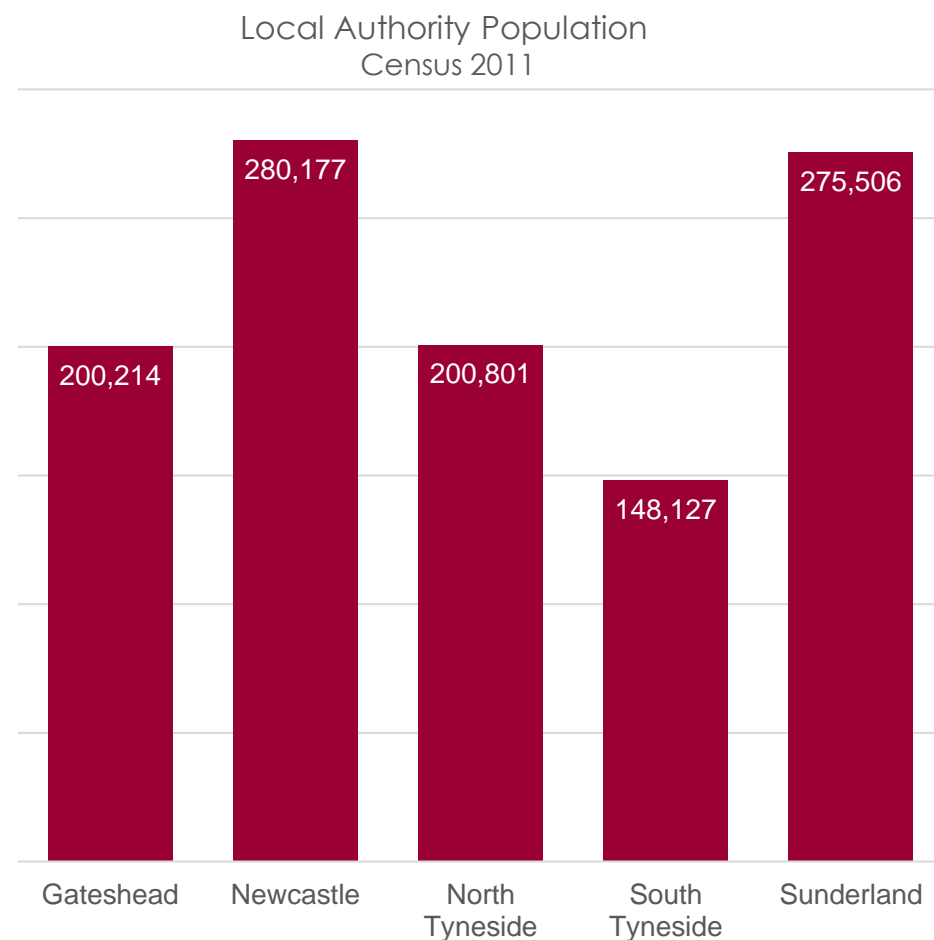 Local Authority Population
Census 2011
280,177
275,506
200,214
200,801
148,127
Gateshead
Newcastle
North
Tyneside
South
Tyneside
Sunderland